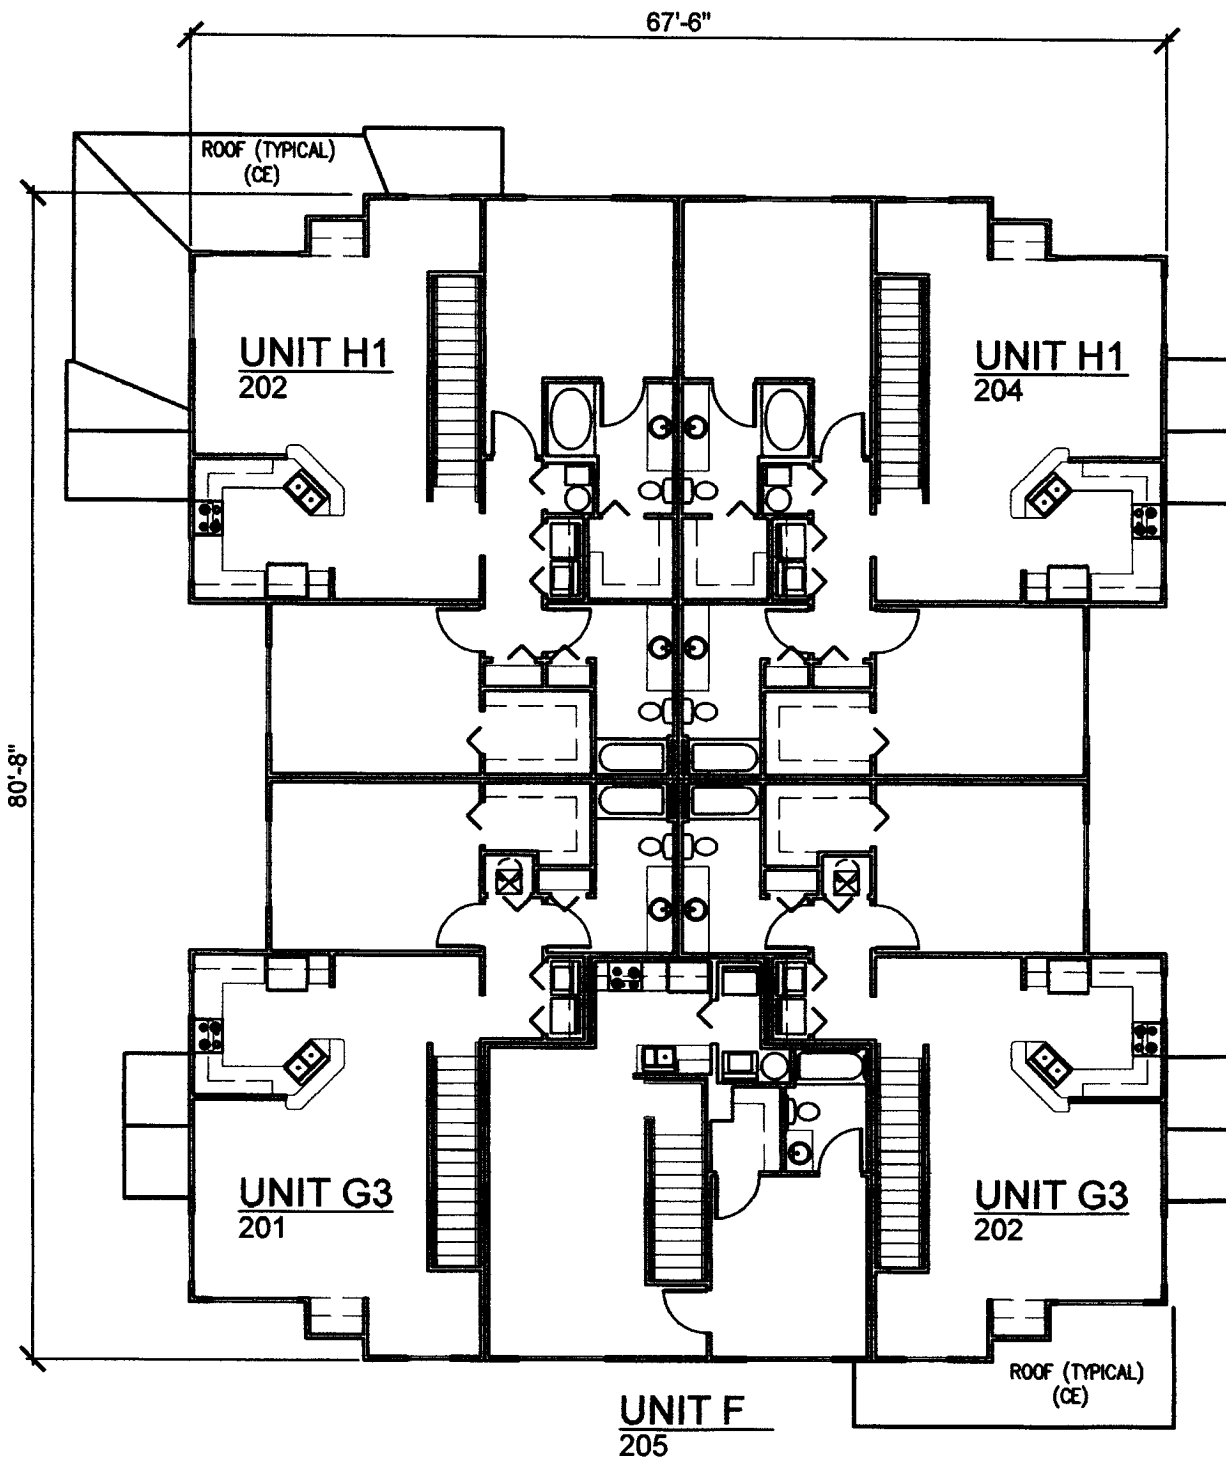 67'-6"
ROOF (TYPICAL)
(CE)
UNIT H1
202
UNIT H1
204
80'-8"
UNIT G3
201
UNIT G3
202
ROOF (TYPICAL)
(CE)
UNIT F
205